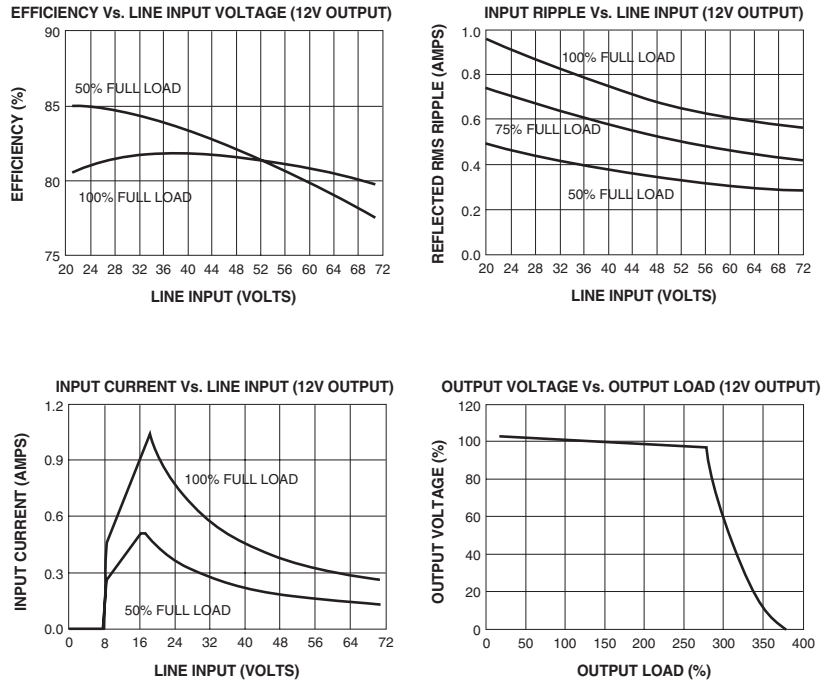 EFFICIENCY Vs. LINE INPUT VOLTAGE (12V OUTPUT)
90
85
80
75
EFFICIENCY (%)
50% FULL LOAD
100% FULL LOAD
20 24 28 32 36 40 44 48 52 56 60 64 68 72
LINE INPUT (VOLTS)
INPUT RIPPLE Vs. LINE INPUT (12V OUTPUT)
1.0
0.8
0.6
0.4
0.2
0.0
REFLECTED RMS RIPPLE (AMPS)
100% FULL LOAD
75% FULL LOAD
50% FULL LOAD
20 24 28 32 36 40 44 48 52 56 60 64 68 72
LINE INPUT (VOLTS)
INPUT CURRENT Vs. LINE INPUT (12V OUTPUT)
1.2
0.9
0.6
0.3
0.0
INPUT CURRENT (AMPS)
100% FULL LOAD
50% FULL LOAD
0 8 16 24 32 40 48 56 64 72
LINE INPUT (VOLTS)
OUTPUT VOLTAGE Vs. OUTPUT LOAD (12V OUTPUT)
120
100
80
60
40
20
0
OUTPUT VOLTAGE (%)
0 50 100 150 200 250 300 350 400
OUTPUT LOAD (%)